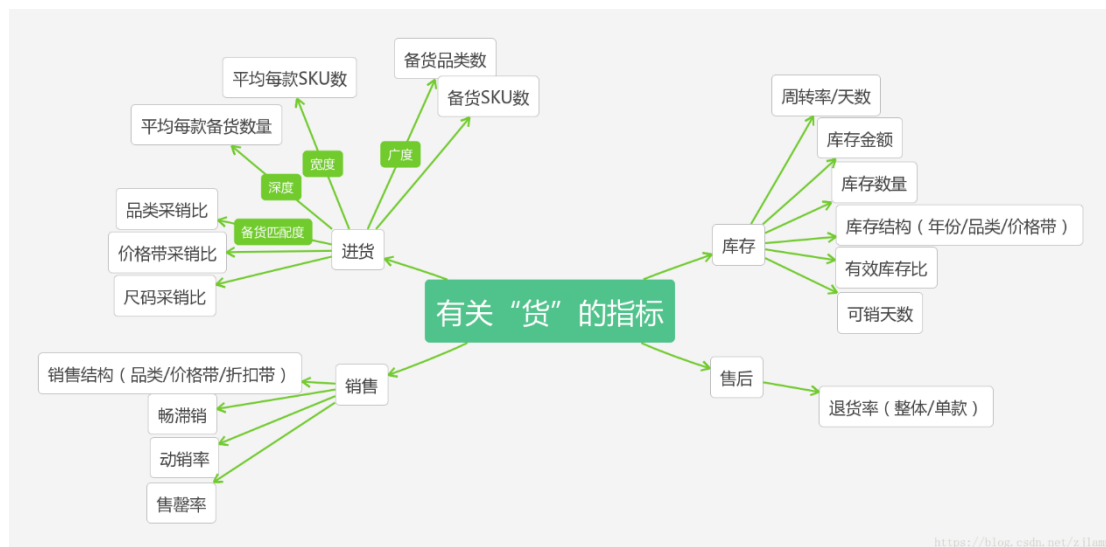 备货品类数
平均每款SKU数
备货SKU数
周转率/天数
平均每款备货数量
库存金额
广度
宽度
库存数量
深度
品类采销比
库存结构（年份/品类/价格带）
备货匹配度
价格带采销比
进货
库存
有效库存比
尺码采销比
可销天数
有关“货”的指标
销售结构（品类/价格带/折扣带）
销售
售后
退货率（整体/单款）
畅滞销
动销率
售罄率